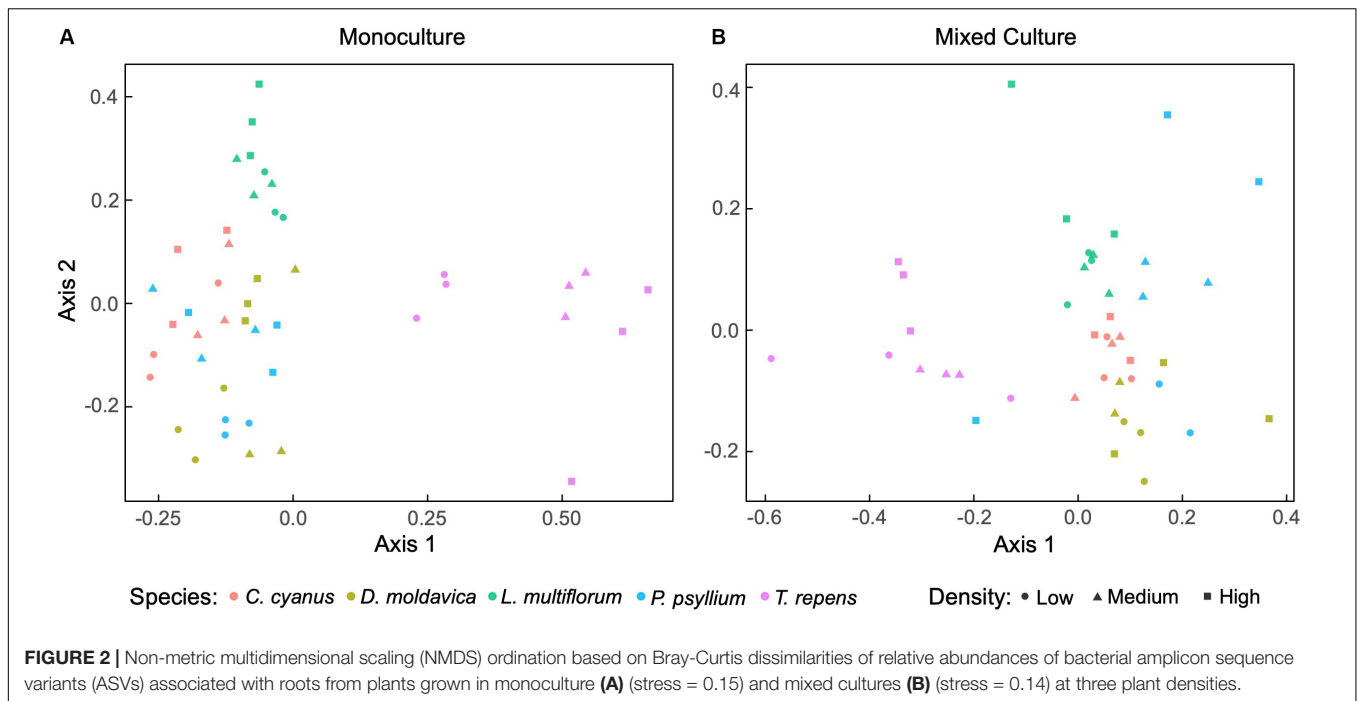 A
Monoculture
B
Mixed Culture
Axis 2
0.4
0.2
0.0
-0.2
-0.25
0.0
0.25
0.50
Axis 1
0.4
0.2
0.0
-0.2
-0.6
-0.4
-0.2
0.0
0.2
0.4
Axis 1
Species: C. cyanus D. moldavica L. multiflorum P. psyllium T. repens Density: Low Medium High
FIGURE 2 | Non-metric multidimensional scaling (NMDS) ordination based on Bray-Curtis dissimilarities of relative abundances of bacterial amplicon sequence
variants (ASVs) associated with roots from plants grown in monoculture (A) (stress = 0.15) and mixed cultures (B) (stress = 0.14) at three plant densities.